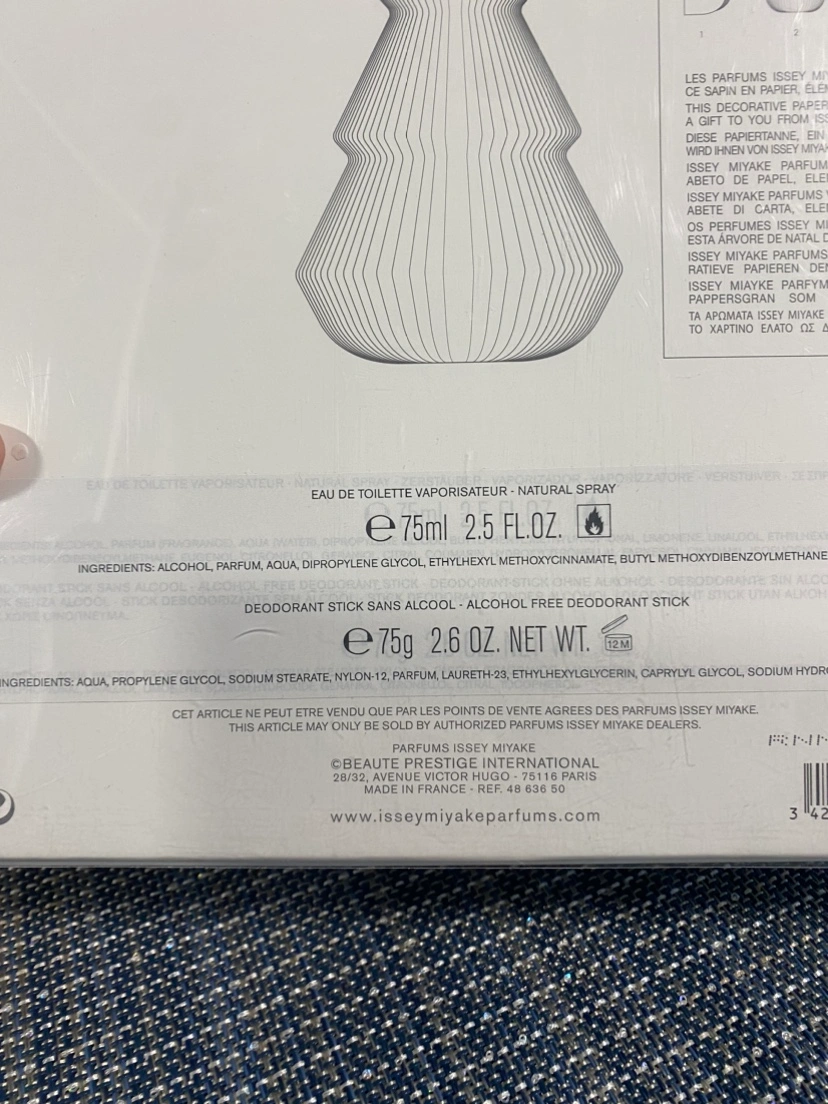 1 2
LES PARFUMS ISSEY MI
CE SAPIN EN PAPIER, ÉLÉ
THIS DECORATIVE PAPER
A GIFT TO YOU FROM ISS
DIESE PAPIERTANNE, EIN
WIRD IHNEN VON ISSEY MIYA
ISSEY MIYAKE PARFUM
ABETO DE PAPEL, ELE
ISSEY MIYAKE PARFUMS
ABETE DI CARTA, ELE
OS PERFUMES ISSEY MI
ESTA ÁRVORE DE NATAL D
ISSEY MIYAKE PARFUMS
RATIEVE PAPIEREN DE
ISSEY MIAYKE PARFYM
PAPPERSGRAN SOM
ΤΑ ΑΡΩΜΑΤΑ ISSEY MIYAKE
ΤΟ ΧΑΡΤΙΝΟ ΕΛΑΤΟ ΩΣ Δ
EAU DE TOILETTE VAPORISATEUR - NATURAL SPRAY
℮ 75ml 2.5 FL.OZ.
INGREDIENTS: ALCOHOL, PARFUM, AQUA, DIPROPYLENE GLYCOL, ETHYLHEXYL METHOXYCINNAMATE, BUTYL METHOXYDIBENZOYLMETHANE
DEODORANT STICK SANS ALCOOL - ALCOHOL FREE DEODORANT STICK
℮ 75g 2.6 OZ. NET WT. 12M
INGREDIENTS: AQUA, PROPYLENE GLYCOL, SODIUM STEARATE, NYLON-12, PARFUM, LAURETH-23, ETHYLHEXYLGLYCERIN, CAPRYLYL GLYCOL, SODIUM HYDRO
CET ARTICLE NE PEUT ETRE VENDU QUE PAR LES POINTS DE VENTE AGREES DES PARFUMS ISSEY MIYAKE.
THIS ARTICLE MAY ONLY BE SOLD BY AUTHORIZED PARFUMS ISSEY MIYAKE DEALERS.
PARFUMS ISSEY MIYAKE
©BEAUTE PRESTIGE INTERNATIONAL
28/32, AVENUE VICTOR HUGO - 75116 PARIS
MADE IN FRANCE - REF. 48 636 50
www.isseymiyakeparfums.com
3 42